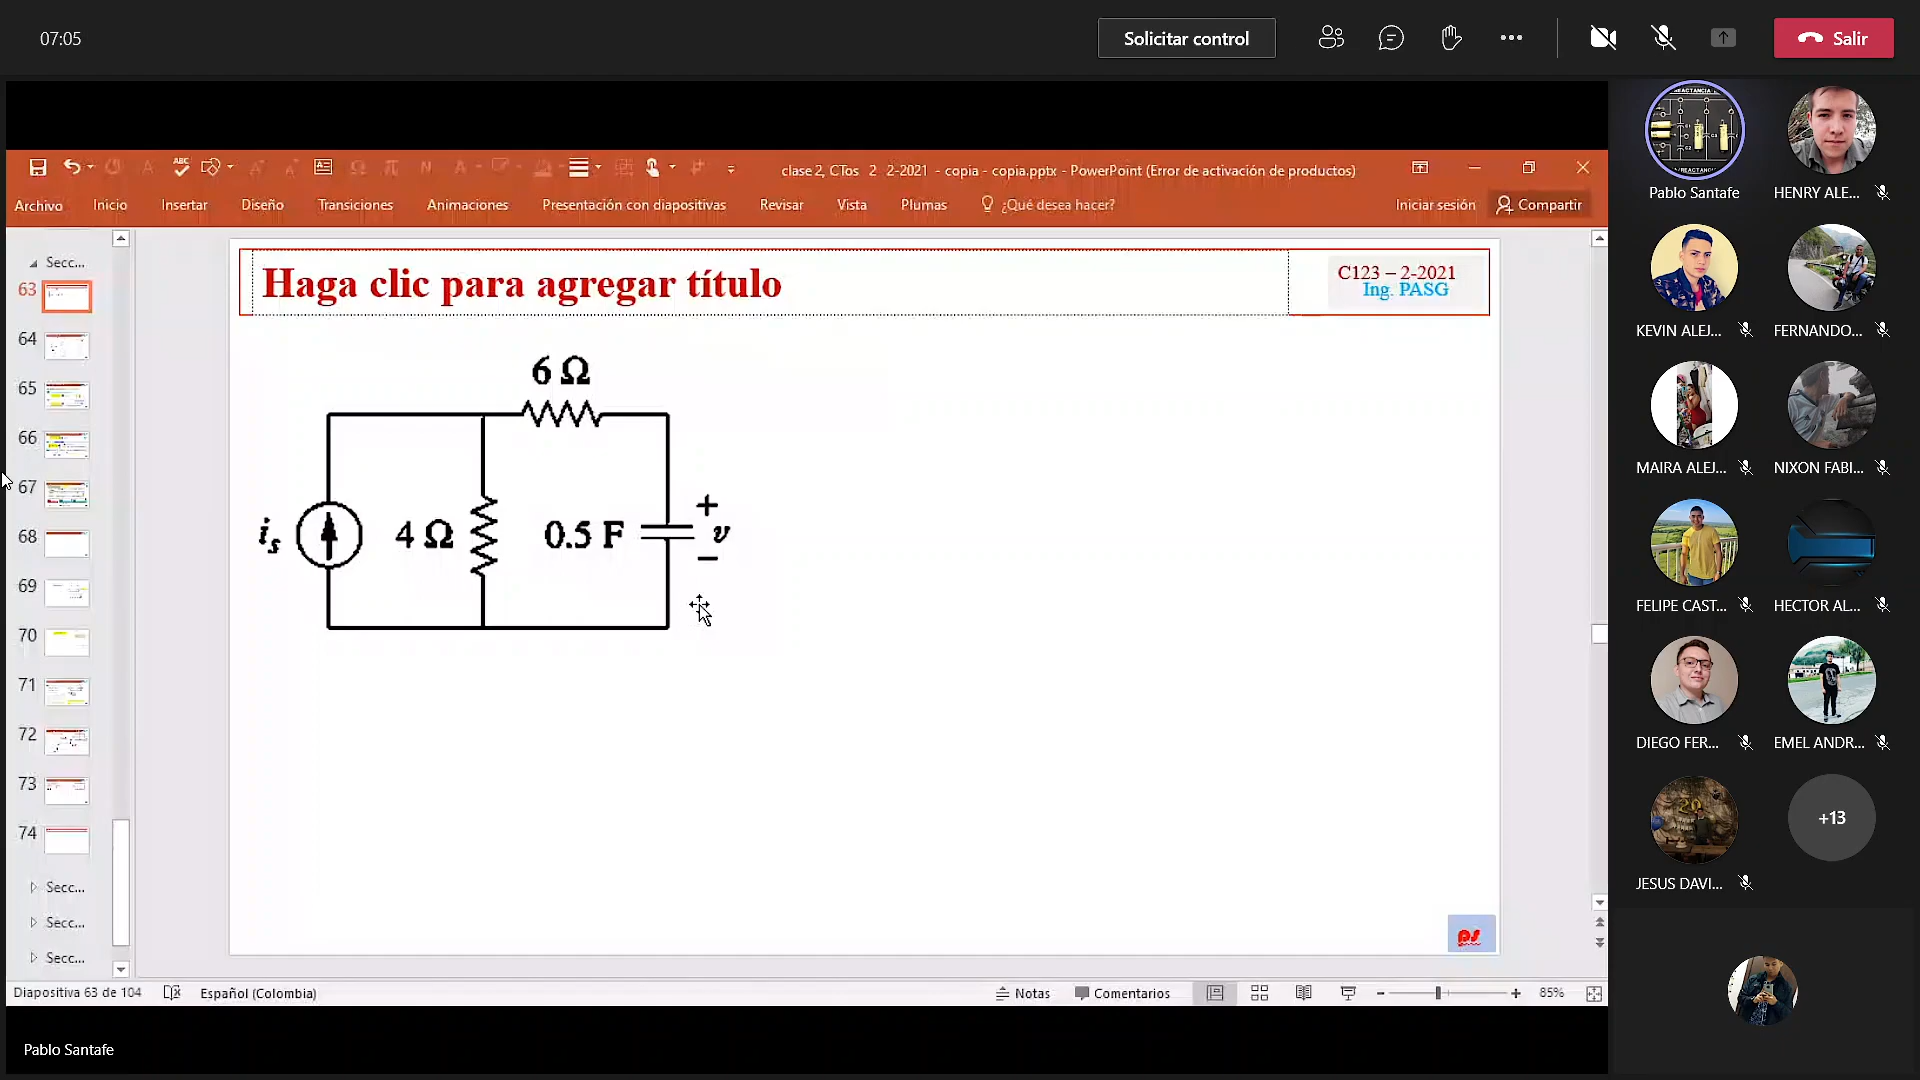 07:05
Solicitar control
Salir
clase 2, CTos 2 2-2021 - copia - copia.pptx - PowerPoint (Error de activación de productos)
Archivo
Inicio
Insertar
Diseño
Transiciones
Animaciones
Presentación con diapositivas
Revisar
Vista
Plumas
¿Qué desea hacer?
Iniciar sesión
Compartir
Secc...
63
64
65
66
67
68
69
70
71
72
73
74
Secc...
Secc...
Secc...
Haga clic para agregar título
C123 – 2-2021
Ing. PASG
6 Ω
is
4 Ω
0.5 F
+
v
–
ps
Diapositiva 63 de 104
Español (Colombia)
Notas
Comentarios
85%
Pablo Santafe
Pablo Santafe
HENRY ALE...
KEVIN ALEJ...
FERNANDO...
MAIRA ALEJ...
NIXON FABI...
FELIPE CAST...
HECTOR AL...
DIEGO FER...
EMEL ANDR...
JESUS DAVI...
+13